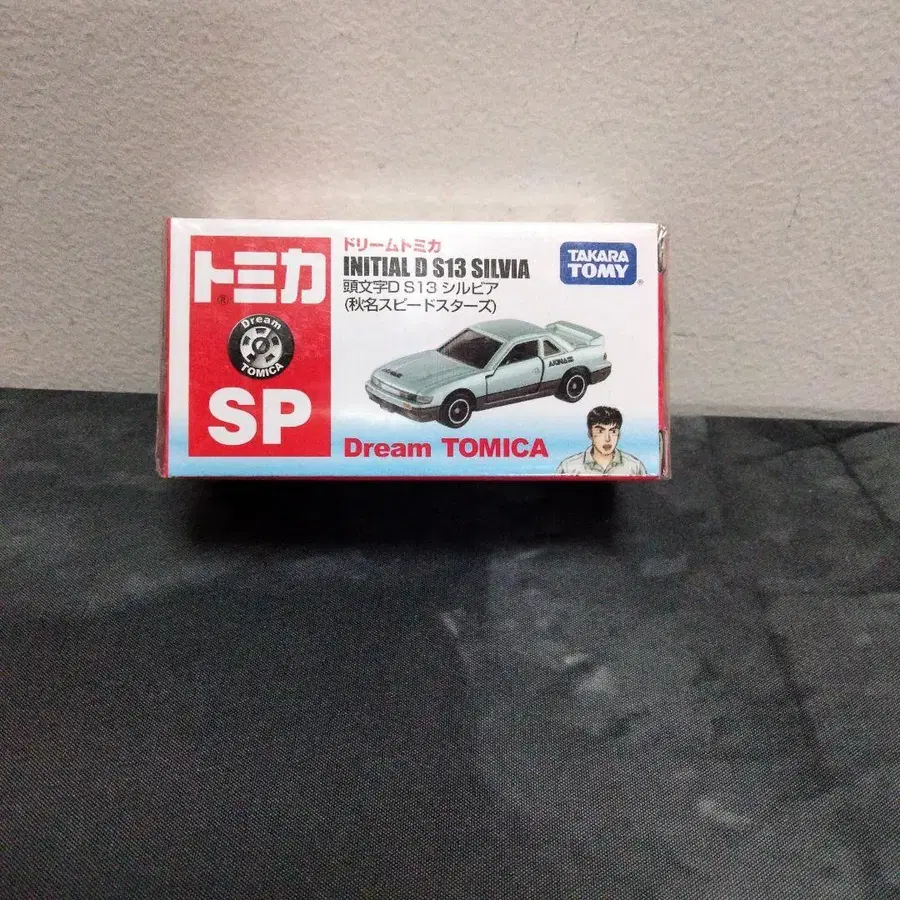 トミカ
®
Dream
TOMICA
SP
ドリームトミカ
INITIAL D S13 SILVIA
頭文字D S13 シルビア
(秋名スピードスターズ)
TAKARA
TOMY®
AKINA
Dream TOMICA